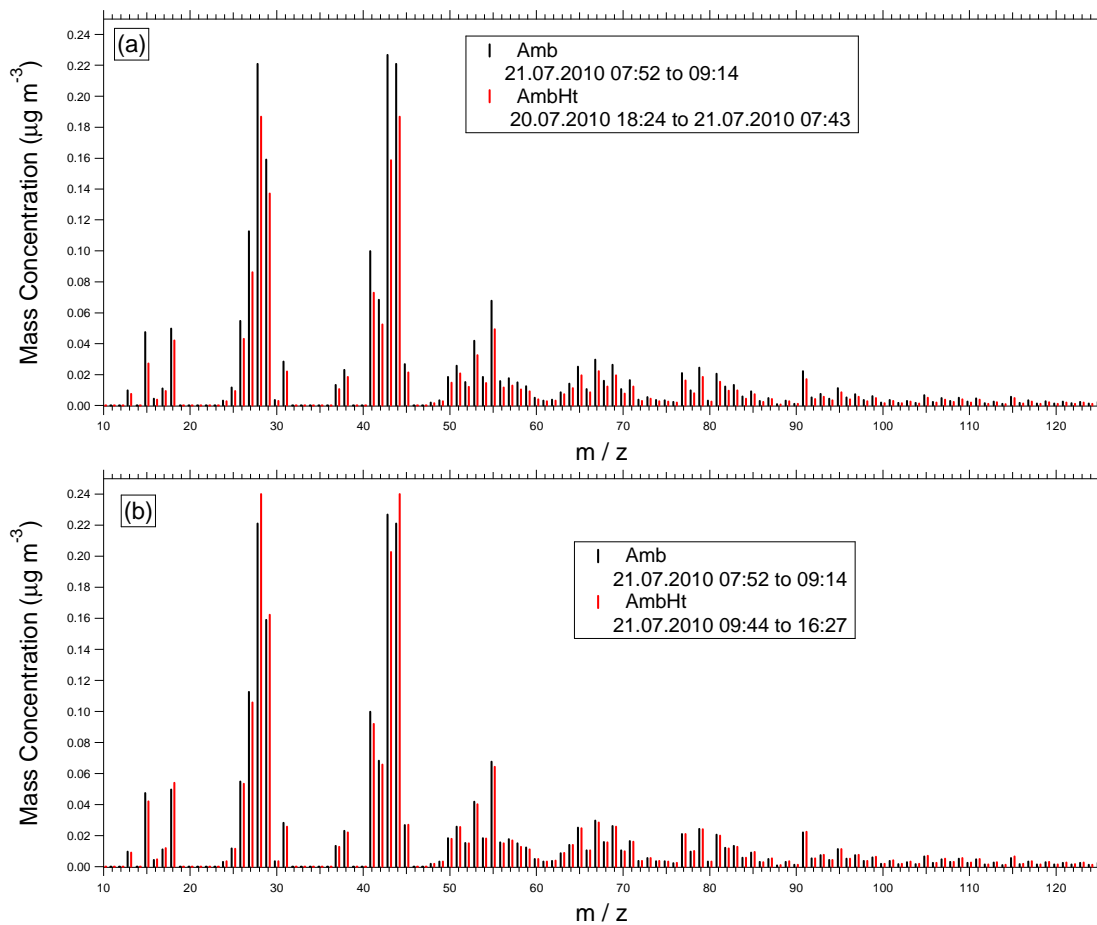 (a)
Amb
21.07.2010 07:52 to 09:14
AmbHt
20.07.2010 18:24 to 21.07.2010 07:43
Mass Concentration (µg m-3)
0.24
0.22
0.20
0.18
0.16
0.14
0.12
0.10
0.08
0.06
0.04
0.02
0.00
10 20 30 40 50 60 70 80 90 100 110 120
m / z
(b)
Amb
21.07.2010 07:52 to 09:14
AmbHt
21.07.2010 09:44 to 16:27
Mass Concentration (µg m-3)
0.24
0.22
0.20
0.18
0.16
0.14
0.12
0.10
0.08
0.06
0.04
0.02
0.00
10 20 30 40 50 60 70 80 90 100 110 120
m / z